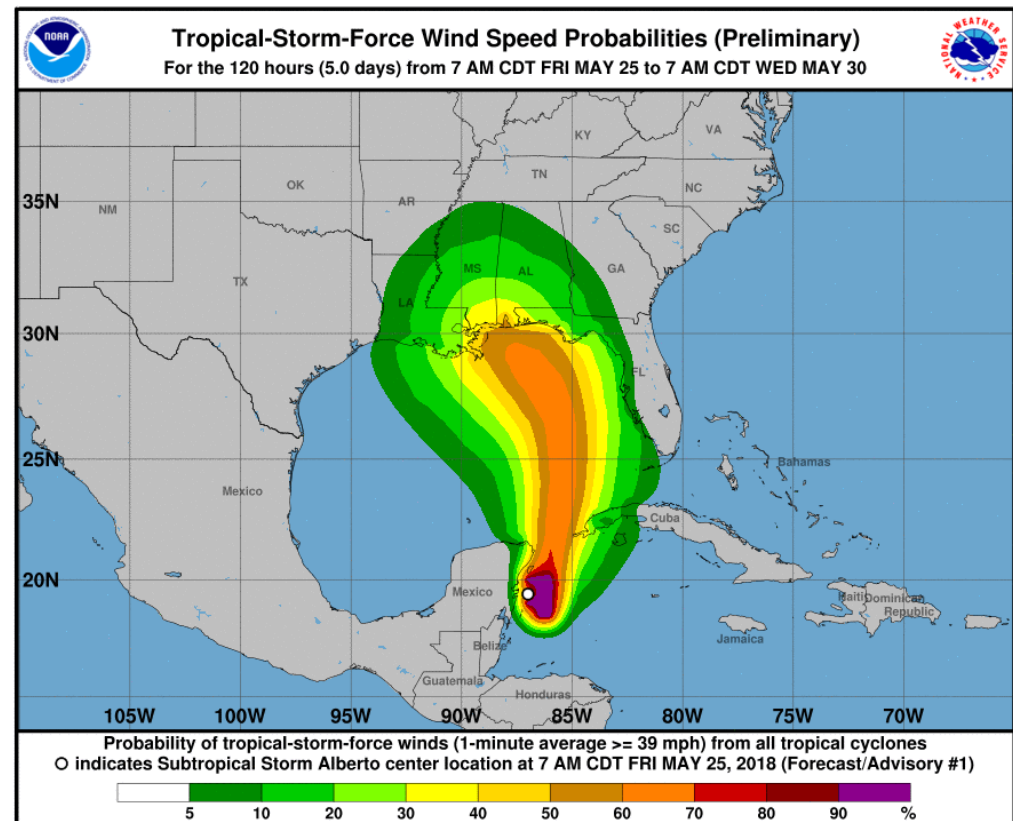 Tropical-Storm-Force Wind Speed Probabilities (Preliminary)
For the 120 hours (5.0 days) from 7 AM CDT FRI MAY 25 to 7 AM CDT WED MAY 30
NOAA
NATIONAL WEATHER SERVICE
KY
VA
OK
TN
NC
35N
NM
AR
SC
TX
MS
AL
GA
LA
30N
FL
25N
Bahamas
Mexico
Cuba
20N
Mexico
Haiti
Dominican
Republic
Jamaica
Belize
Guatemala
Honduras
105W 100W 95W 90W 85W 80W 75W 70W
Probability of tropical-storm-force winds (1-minute average >= 39 mph) from all tropical cyclones
indicates Subtropical Storm Alberto center location at 7 AM CDT FRI MAY 25, 2018 (Forecast/Advisory #1)
5 10 20 30 40 50 60 70 80 90 %